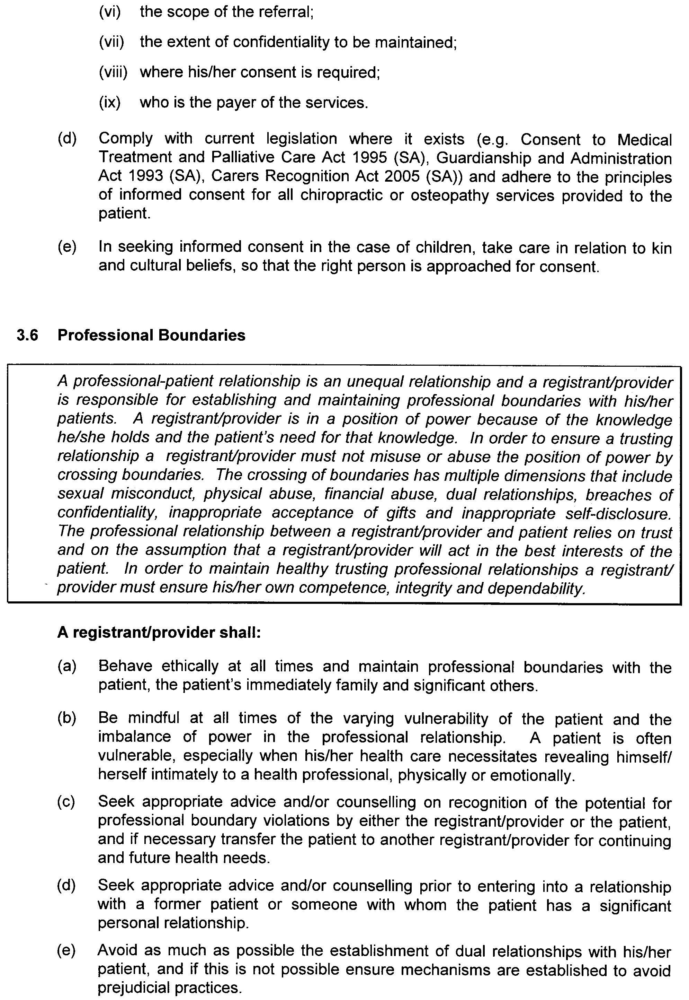 (vi) the scope of the referral;
(vii) the extent of confidentiality to be maintained;
(viii) where his/her consent is required;
(ix) who is the payer of the services.
(d) Comply with current legislation where it exists (e.g. Consent to Medical
Treatment and Palliative Care Act 1995 (SA), Guardianship and Administration
Act 1993 (SA), Carers Recognition Act 2005 (SA)) and adhere to the principles
of informed consent for all chiropractic or osteopathy services provided to the
patient.
(e) In seeking informed consent in the case of children, take care in relation to kin
and cultural beliefs, so that the right person is approached for consent.
3.6 Professional Boundaries
A professional-patient relationship is an unequal relationship and a registrant/provider
is responsible for establishing and maintaining professional boundaries with his/her
patients. A registrant/provider is in a position of power because of the knowledge
he/she holds and the patient's need for that knowledge. In order to ensure a trusting
relationship a registrant/provider must not misuse or abuse the position of power by
crossing boundaries. The crossing of boundaries has multiple dimensions that include
sexual misconduct, physical abuse, financial abuse, dual relationships, breaches of
confidentiality, inappropriate acceptance of gifts and inappropriate self-disclosure.
The professional relationship between a registrant/provider and patient relies on trust
and on the assumption that a registrant/provider will act in the best interests of the
patient. In order to maintain healthy trusting professional relationships a registrant/
provider must ensure his/her own competence, integrity and dependability.
A registrant/provider shall:
(a) Behave ethically at all times and maintain professional boundaries with the
patient, the patient's immediately family and significant others.
(b) Be mindful at all times of the varying vulnerability of the patient and the
imbalance of power in the professional relationship. A patient is often
vulnerable, especially when his/her health care necessitates revealing himself/
herself intimately to a health professional, physically or emotionally.
(c) Seek appropriate advice and/or counselling on recognition of the potential for
professional boundary violations by either the registrant/provider or the patient,
and if necessary transfer the patient to another registrant/provider for continuing
and future health needs.
(d) Seek appropriate advice and/or counselling prior to entering into a relationship
with a former patient or someone with whom the patient has a significant
personal relationship.
(e) Avoid as much as possible the establishment of dual relationships with his/her
patient, and if this is not possible ensure mechanisms are established to avoid
prejudicial practices.